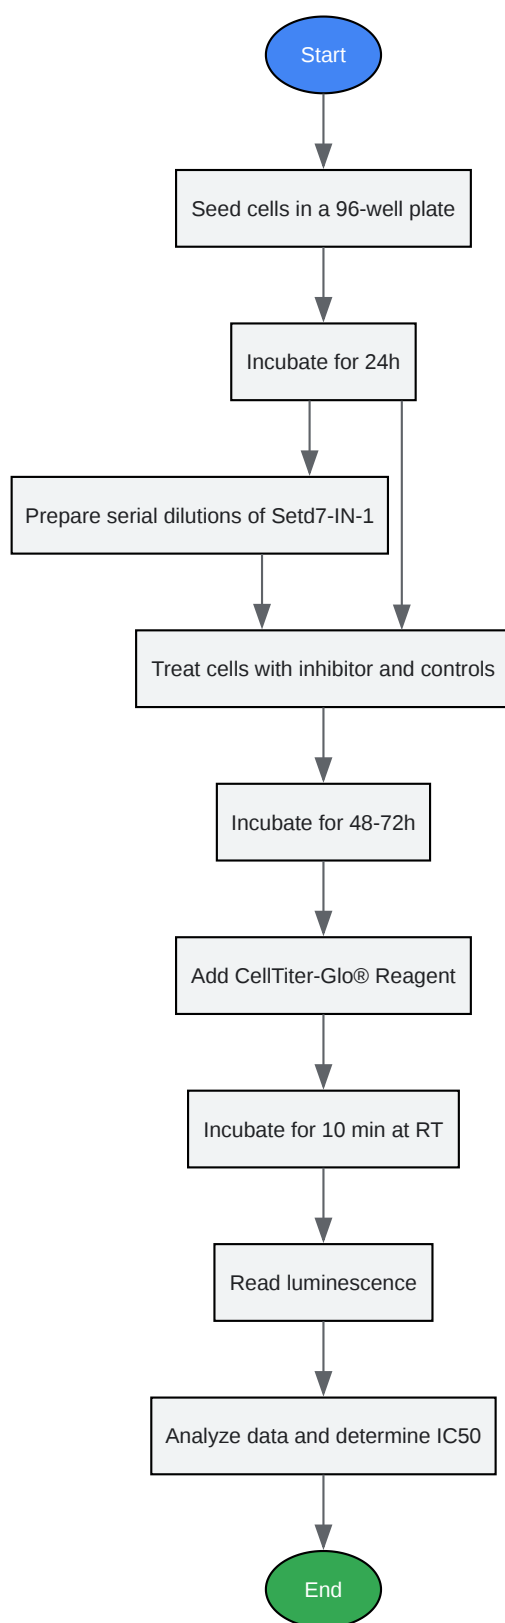 Start
Seed cells in a 96-well plate
Incubate for 24h
Prepare serial dilutions of Setd7-IN-1
Treat cells with inhibitor and controls
Incubate for 48-72h
Add CellTiter-Glo® Reagent
Incubate for 10 min at RT
Read luminescence
Analyze data and determine IC50
End